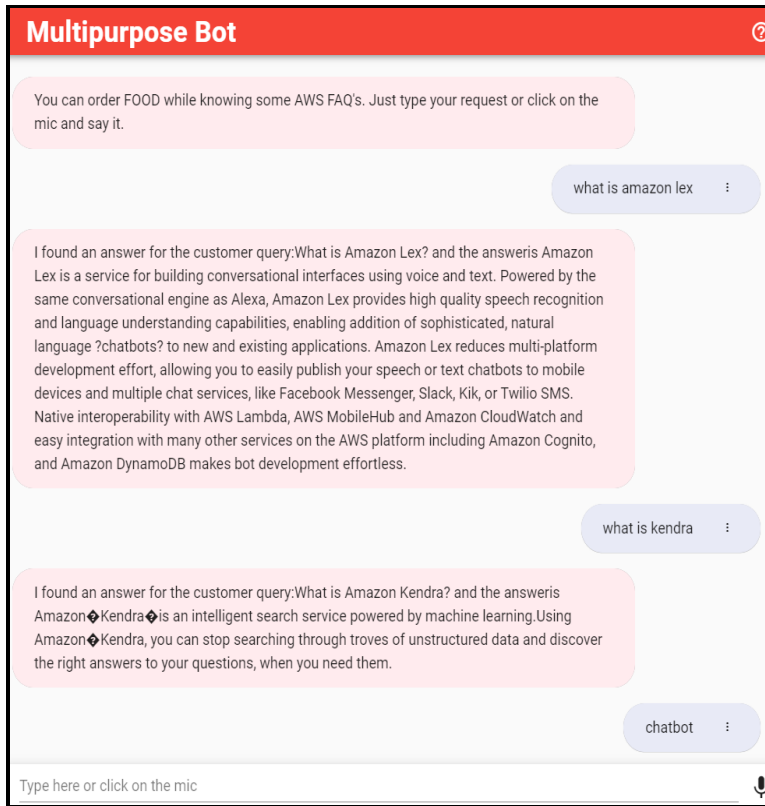 Multipurpose Bot
You can order FOOD while knowing some AWS FAQ's. Just type your request or click on the
mic and say it.
what is amazon lex
I found an answer for the customer query:What is Amazon Lex? and the answeris Amazon
Lex is a service for building conversational interfaces using voice and text. Powered by the
same conversational engine as Alexa, Amazon Lex provides high quality speech recognition
and language understanding capabilities, enabling addition of sophisticated, natural
language ?chatbots? to new and existing applications. Amazon Lex reduces multi-platform
development effort, allowing you to easily publish your speech or text chatbots to mobile
devices and multiple chat services, like Facebook Messenger, Slack, Kik, or Twilio SMS.
Native interoperability with AWS Lambda, AWS MobileHub and Amazon CloudWatch and
easy integration with many other services on the AWS platform including Amazon Cognito,
and Amazon DynamoDB makes bot development effortless.
what is kendra
I found an answer for the customer query:What is Amazon Kendra? and the answeris
Amazon�Kendra�is an intelligent search service powered by machine learning.Using
Amazon�Kendra, you can stop searching through troves of unstructured data and discover
the right answers to your questions, when you need them.
chatbot
Type here or click on the mic